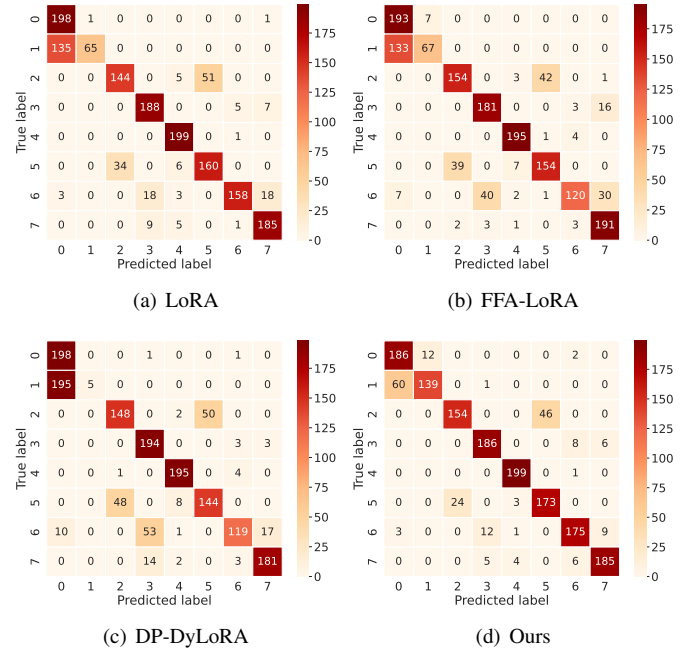 0 198 0 0 0 0 0 0 1
1 135 65 0 0 0 0 0 0
2 0 0 144 0 5 51 0 0
3 0 0 0 188 0 0 5 7
4 0 0 0 0 199 0 1 0
5 0 0 34 0 6 160 0 0
6 3 0 0 18 3 0 158 18
7 0 0 0 9 5 0 1 185
0 1 2 3 4 5 6 7
True label
Predicted label
175
150
125
100
75
50
25
0
(a) LoRA
0 193 7 0 0 0 0 0 0
1 133 67 0 0 0 0 0 0
2 0 0 154 0 3 42 0 1
3 0 0 0 181 0 0 3 16
4 0 0 0 0 195 1 4 0
5 0 0 39 0 7 154 0 0
6 7 0 0 40 2 1 120 30
7 0 0 2 3 1 0 3 191
0 1 2 3 4 5 6 7
True label
Predicted label
175
150
125
100
75
50
25
0
(b) FFA-LoRA
0 198 0 0 1 0 0 1 0
1 195 5 0 0 0 0 0 0
2 0 0 148 0 2 50 0 0
3 0 0 0 194 0 0 3 3
4 0 0 1 0 195 0 4 0
5 0 0 48 0 8 144 0 0
6 10 0 0 53 1 0 119 17
7 0 0 0 14 2 0 3 181
0 1 2 3 4 5 6 7
True label
Predicted label
175
150
125
100
75
50
25
0
(c) DP-DyLoRA
0 186 12 0 0 0 0 2 0
1 60 139 0 1 0 0 0 0
2 0 0 154 0 0 46 0 0
3 0 0 0 186 0 0 8 6
4 0 0 0 0 199 0 1 0
5 0 0 24 0 3 173 0 0
6 3 0 0 12 1 0 175 9
7 0 0 0 5 4 0 6 185
0 1 2 3 4 5 6 7
True label
Predicted label
175
150
125
100
75
50
25
0
(d) Ours